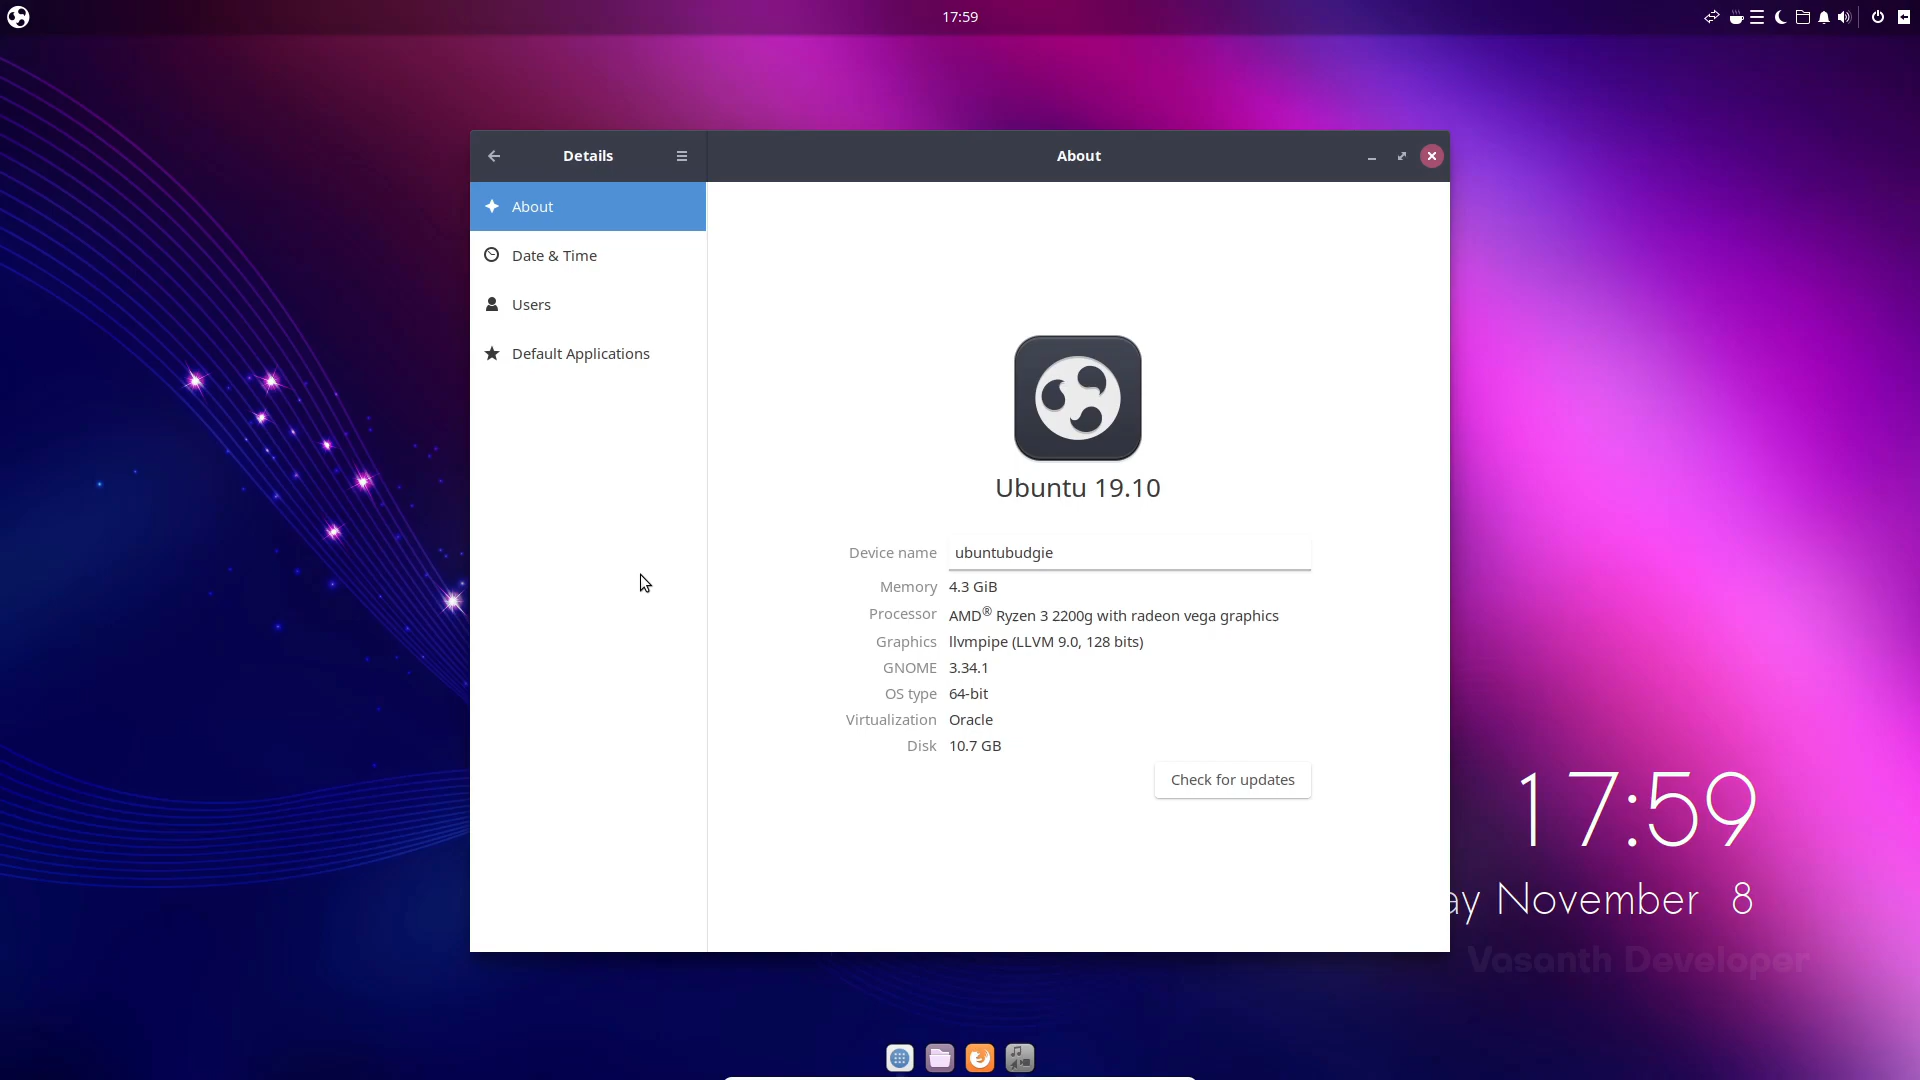 17:59
Details
About
About
Date & Time
Users
Default Applications
Ubuntu 19.10
Device name ubuntubudgie
Memory 4.3 GiB
Processor AMD® Ryzen 3 2200g with radeon vega graphics
Graphics llvmpipe (LLVM 9.0, 128 bits)
GNOME 3.34.1
OS type 64-bit
Virtualization Oracle
Disk 10.7 GB
Check for updates
17:59
ay November 8
Vasanth Developer